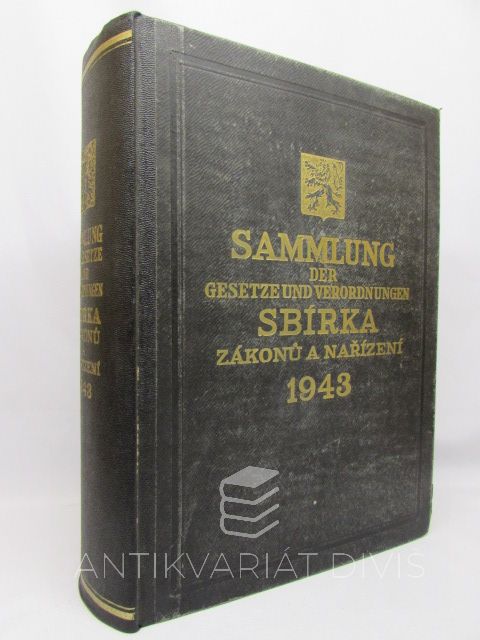 SAMMLUNG
DER
GESETZE UND VERORDNUNGEN
SBÍRKA
ZÁKONŮ A NAŘÍZENÍ
1943
ANTIKVARIÁT DIVIŠ